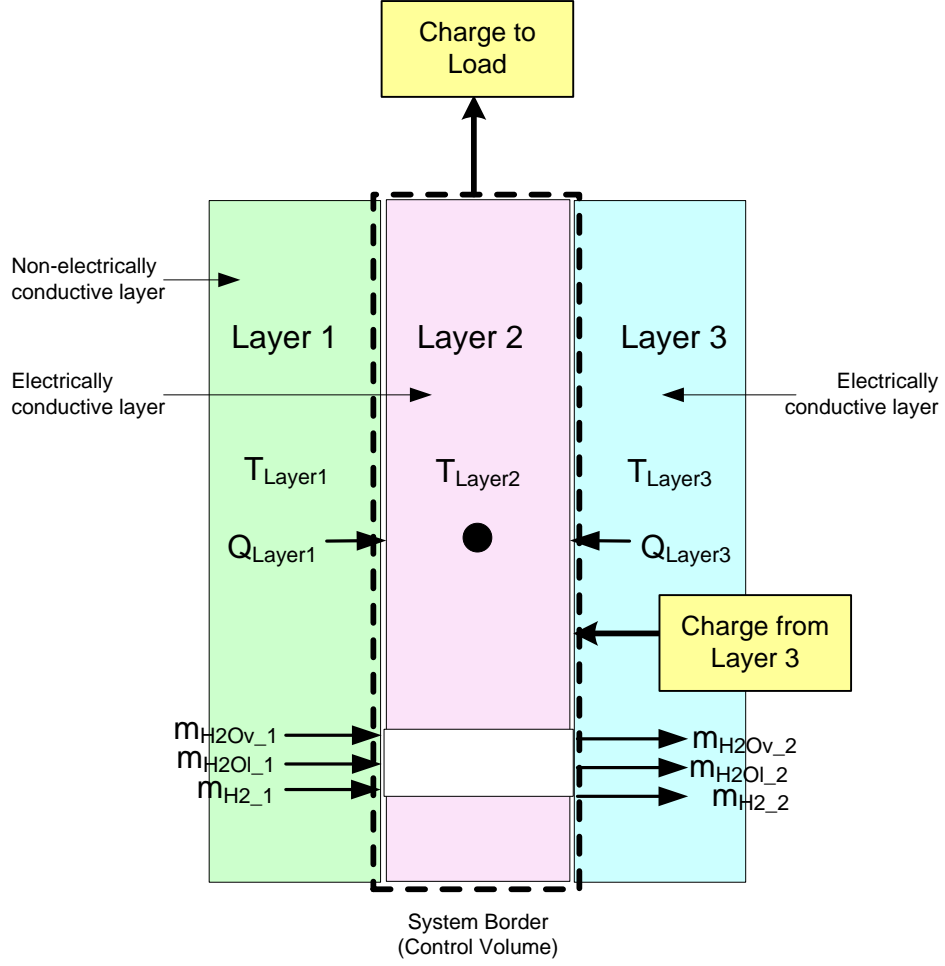 Charge to
Load
Non-electrically
conductive layer
Layer 1
Layer 2
Layer 3
Electrically
conductive layer
Electrically
conductive layer
TLayer1
TLayer2
TLayer3
QLayer1
QLayer3
Charge from
Layer 3
mH2Ov_1
mH2Ol_1
mH2_1
mH2Ov_2
mH2Ol_2
mH2_2
System Border
(Control Volume)